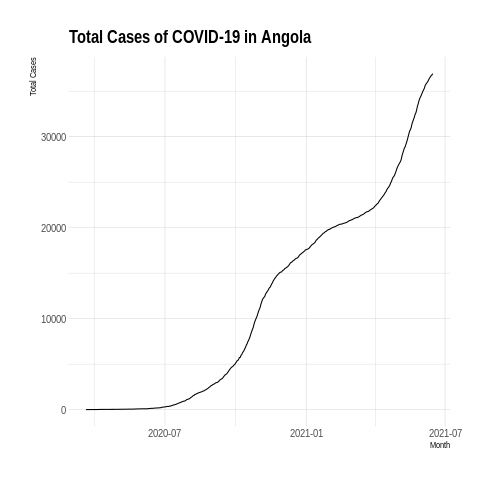 Total Cases of COVID-19 in Angola
Total Cases
30000
20000
10000
0
2020-07 2021-01 2021-07
Month